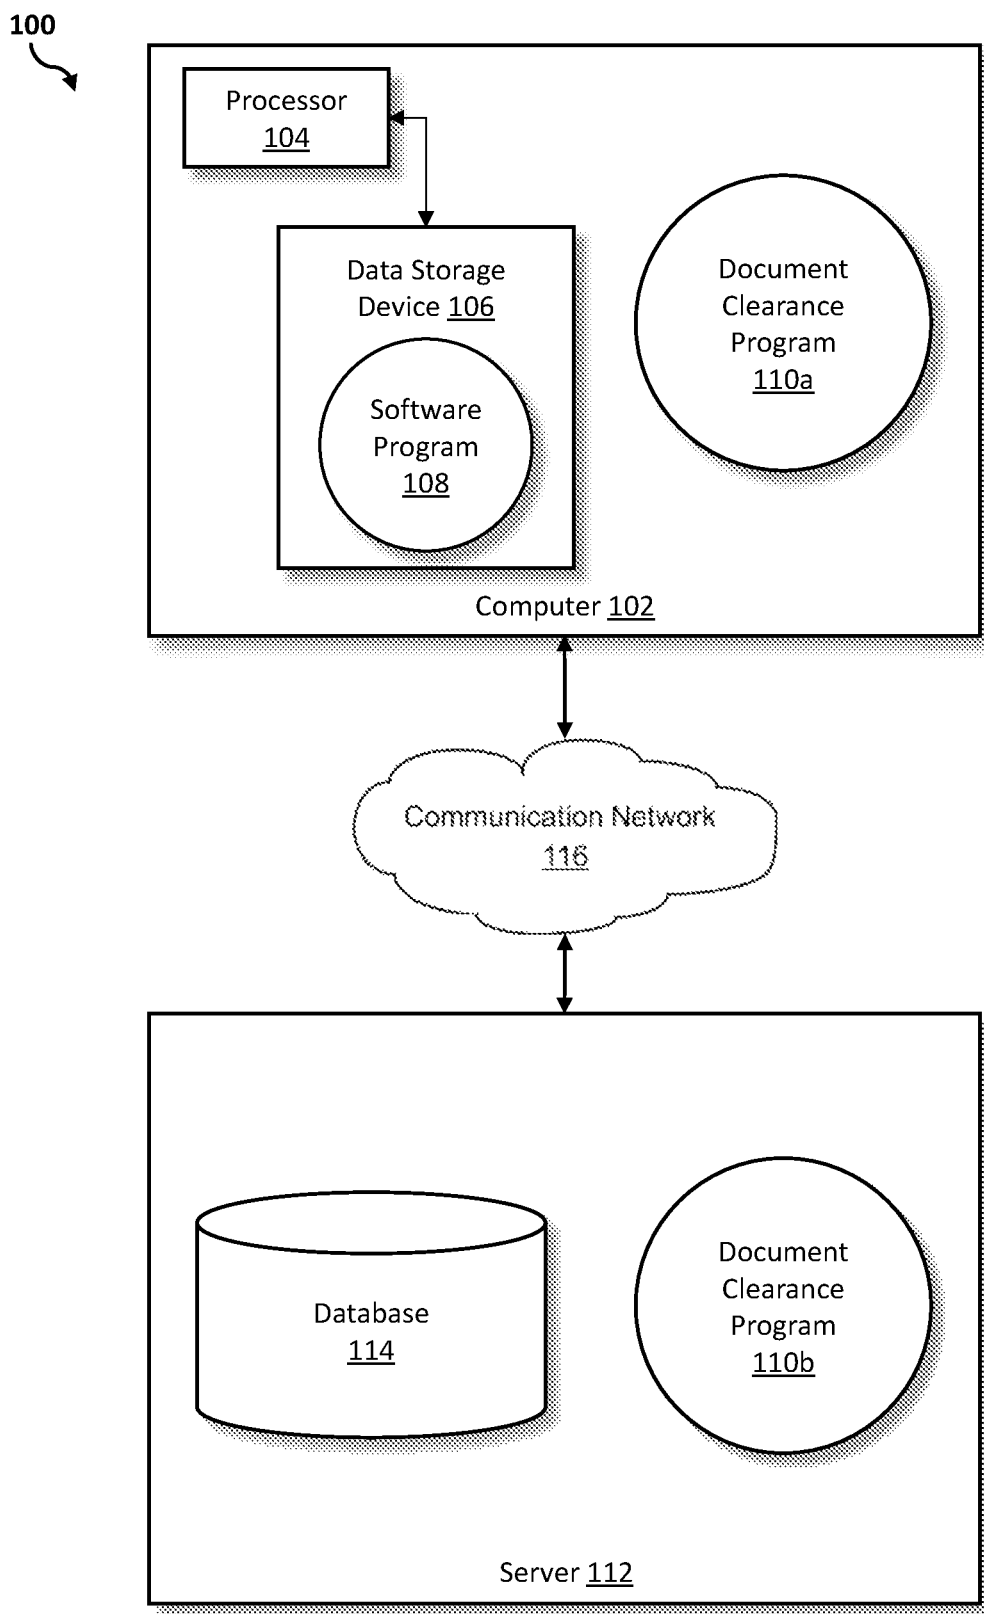 100
Processor
104
Data Storage
Device 106
Software
Program
108
Document
Clearance
Program
110a
Computer 102
Communication Network
116
Database
114
Document
Clearance
Program
110b
Server 112